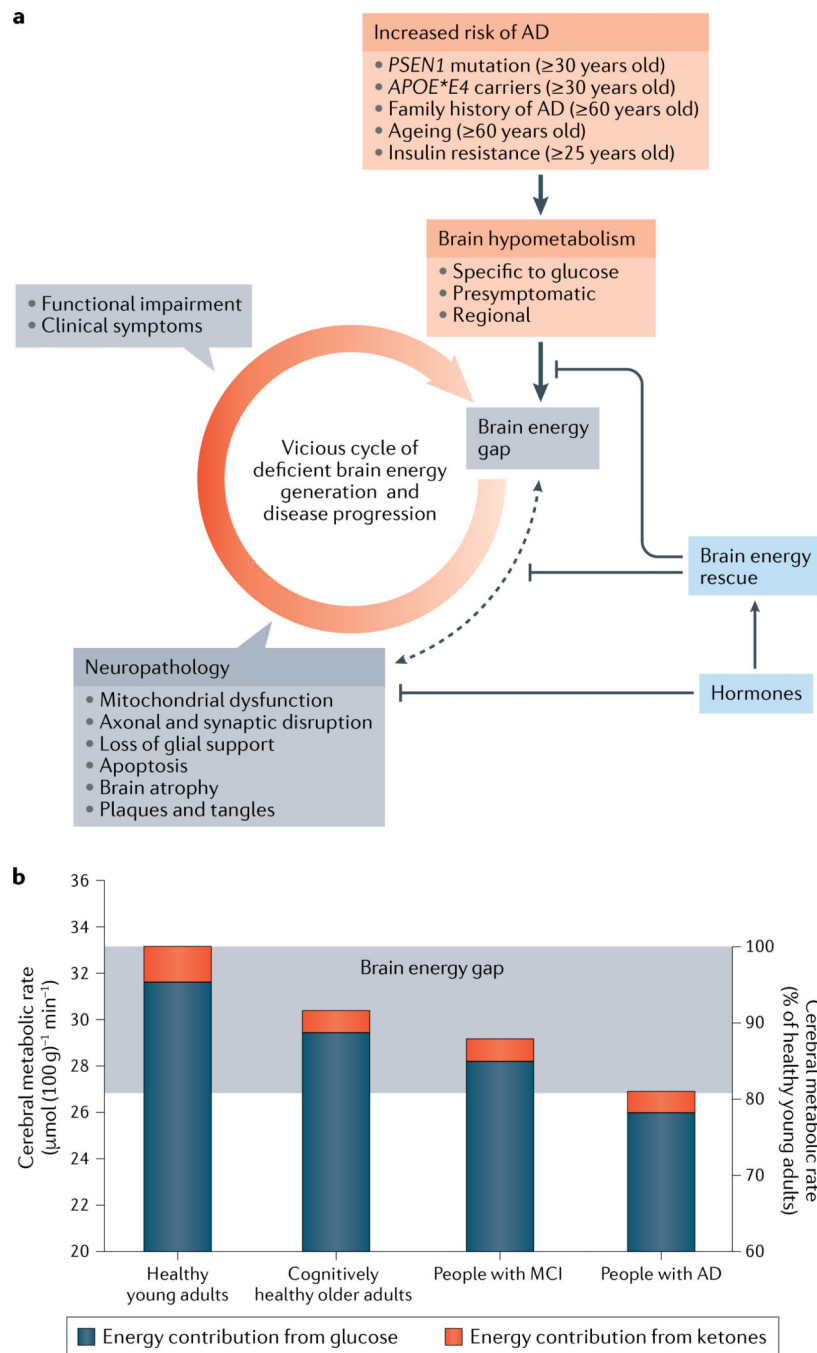 a
Increased risk of AD
• PSEN1 mutation (≥30 years old)
• APOE*E4 carriers (≥30 years old)
• Family history of AD (≥60 years old)
• Ageing (≥60 years old)
• Insulin resistance (≥25 years old)
Brain hypometabolism
• Specific to glucose
• Presymptomatic
• Regional
• Functional impairment
• Clinical symptoms
Brain energy
gap
Vicious cycle of
deficient brain energy
generation and
disease progression
Brain energy
rescue
Hormones
Neuropathology
• Mitochondrial dysfunction
• Axonal and synaptic disruption
• Loss of glial support
• Apoptosis
• Brain atrophy
• Plaques and tangles
b
Cerebral metabolic rate
(µmol (100 g)⁻¹ min⁻¹)
36
34
32
30
28
26
24
22
20
Brain energy gap
100
90
80
70
60
Cerebral metabolic rate
(% of healthy young adults)
Healthy
young adults
Cognitively
healthy older adults
People with MCI
People with AD
Energy contribution from glucose
Energy contribution from ketones